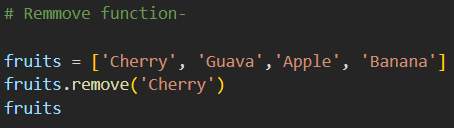 # Remmove function-
fruits = ['Cherry', 'Guava','Apple', 'Banana']
fruits.remove('Cherry')
fruits